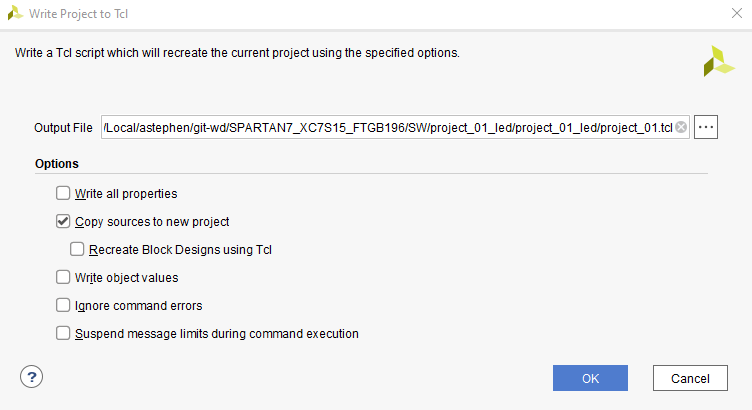 Write Project to Tcl
Write a Tcl script which will recreate the current project using the specified options.
Output File /Local/astephen/git-wd/SPARTAN7_XC7S15_FTGB196/SW/project_01_led/project_01_led/project_01.tcl ...
Options
Write all properties
Copy sources to new project
Recreate Block Designs using Tcl
Write object values
Ignore command errors
Suspend message limits during command execution
? OK Cancel